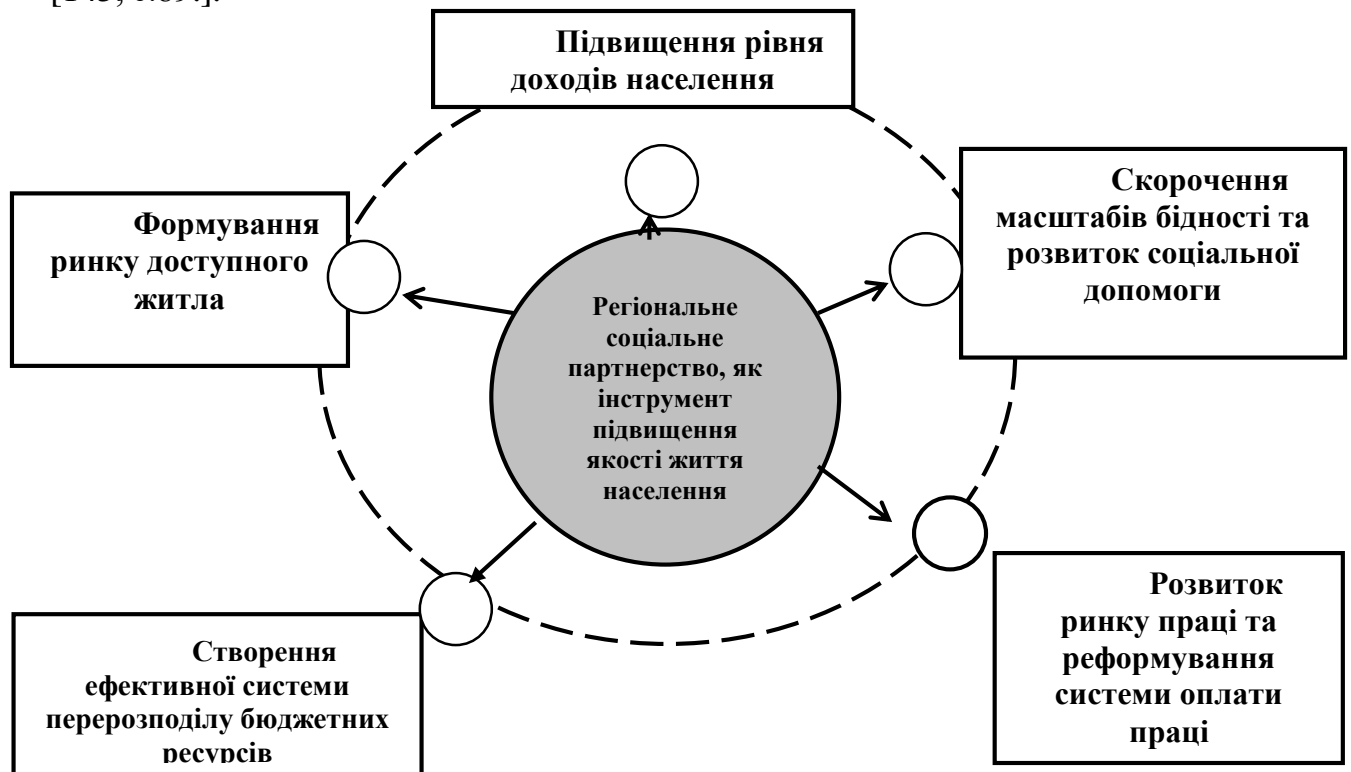 Підвищення рівня
доходів населення
Скорочення
масштабів бідності та
розвиток соціальної
допомоги
Формування
ринку доступного
житла
Регіональне
соціальне
партнерство, як
інструмент
підвищення
якості життя
населення
Розвиток
ринку праці та
реформування
системи оплати
праці
Створення
ефективної системи
перерозподілу бюджетних
ресурсів